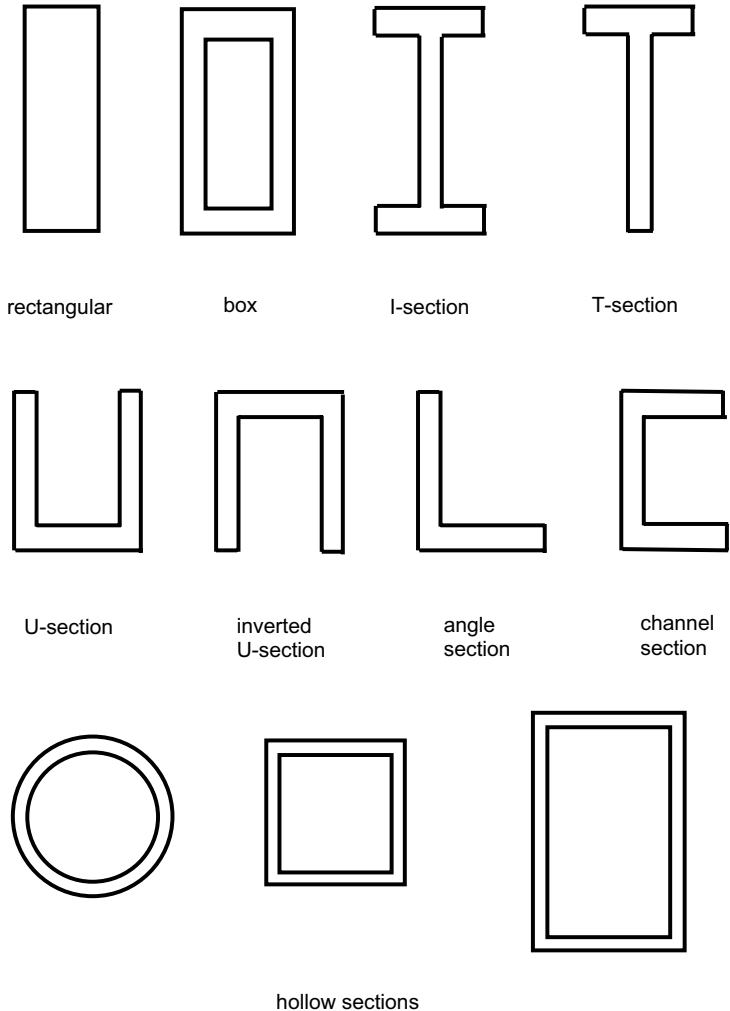 rectangular
box
I-section
T-section
U-section
inverted
U-section
angle
section
channel
section
hollow sections